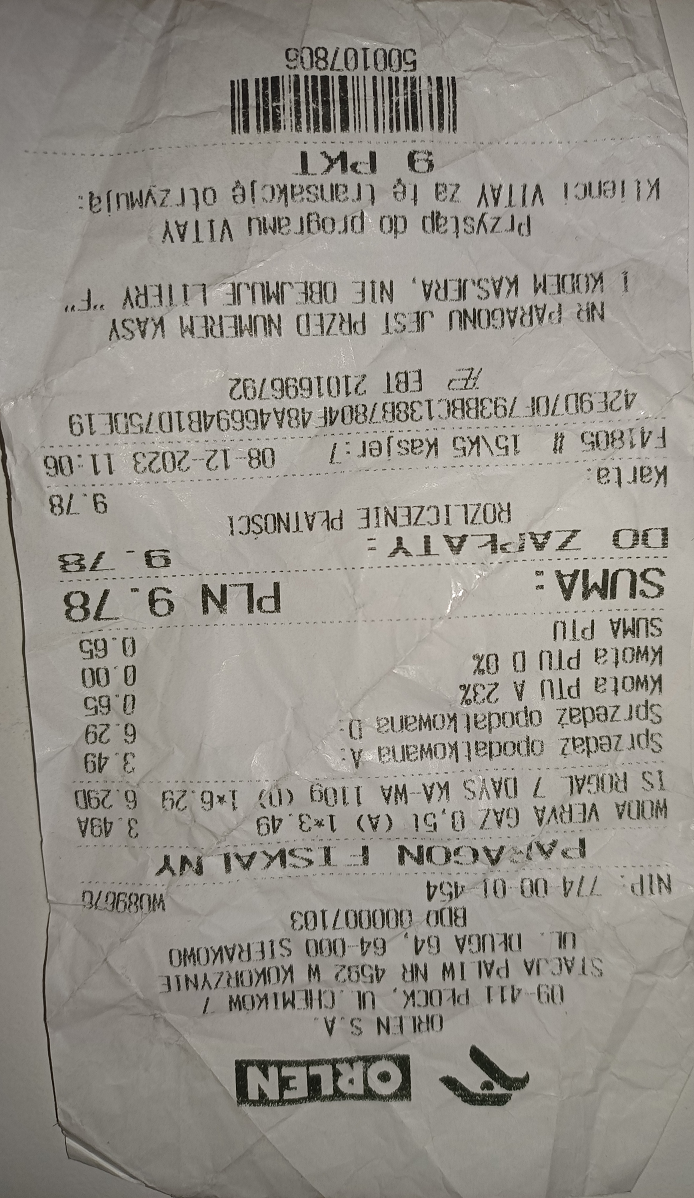 ORLEN
ORLEN S.A.
09-411 PŁOCK, UL.CHEMIKÓW 7
STACJA PALIW NR 4592 W KOKORZYNIE
UL. DŁUGA 64, 64-000 SIERAKOWO
BDO 000007103
NIP: 774-00-01-454 W089676
PARAGON FISKALNY
WODA VERVA GAZ 0,5l (A) 1*3.49 3.49A
IS ROGAL 7 DAYS KA-WA 110g (D) 1*6.29 6.29D
Sprzedaż opodatkowana A: 3.49
Sprzedaż opodatkowana D: 6.29
Kwota PTU A 23% 0.65
Kwota PTU D 0% 0.00
SUMA PTU 0.65
SUMA: PLN 9.78
DO ZAPŁATY: 9.78
ROZLICZENIE PŁATNOŚCI
Karta: 9.78
F41805 # 15\K5 Kasjer:7 08-12-2023 11:06
42E9D70F793BBC138B7804F48A46694B1D75DE19
EBT 2101696792
NR PARAGONU JEST PRZED NUMEREM KASY
I KODEM KASJERA, NIE OBEJMUJE LITERY "F"
Przystąp do programu VITAY
Klienci VITAY za tę transakcję otrzymują:
9 PKT
500107806